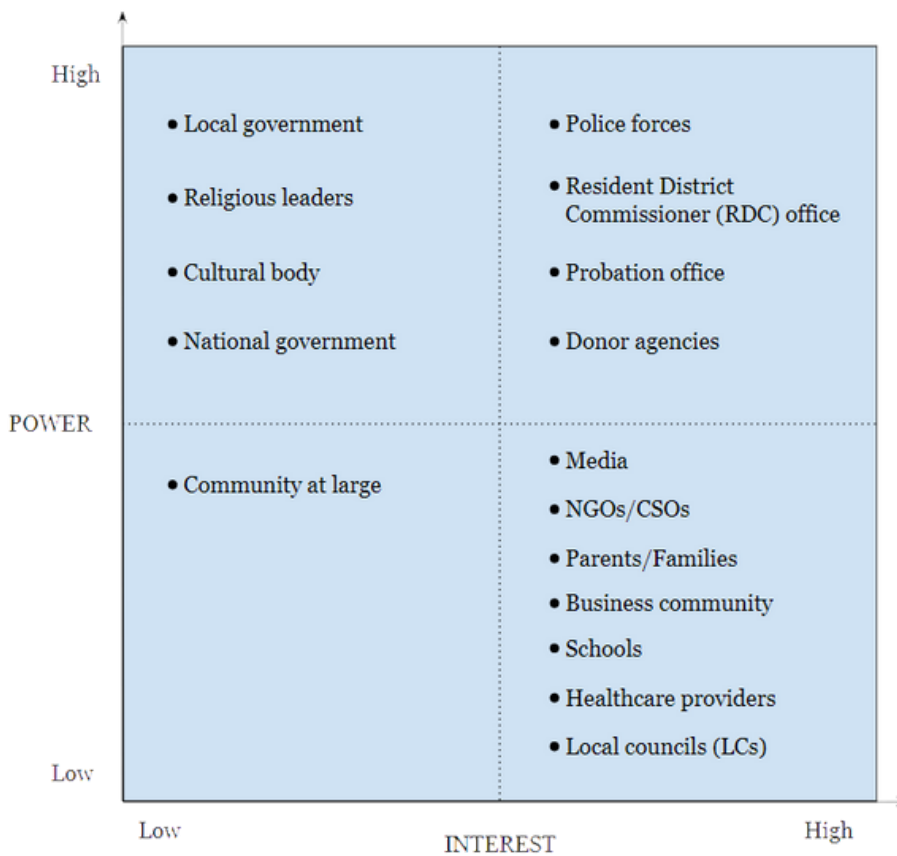 High
• Local government
• Religious leaders
• Cultural body
• National government
• Police forces
• Resident District
Commissioner (RDC) office
• Probation office
• Donor agencies
POWER
• Community at large
• Media
• NGOs/CSOs
• Parents/Families
• Business community
• Schools
• Healthcare providers
• Local councils (LCs)
Low
Low
INTEREST
High